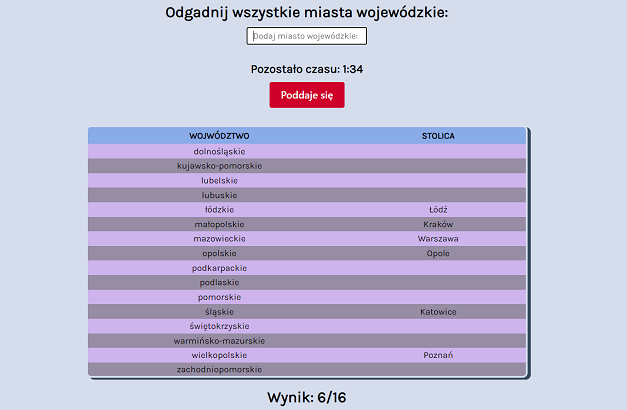 Odgadnij wszystkie miasta wojewódzkie:
Dodaj miasto wojewódzkie:
Pozostało czasu: 1:34
Poddaje się
WOJWÓDZTWO STOLICA
dolnośląskie
kujawsko-pomorskie
lubelskie
lubuskie
łódzkie Łódź
małopolskie Kraków
mazowieckie Warszawa
opolskie Opole
podkarpackie
podlaskie
pomorskie
śląskie Katowice
świętokrzyskie
warmińsko-mazurskie
wielkopolskie Poznań
zachodniopomorskie
Wynik: 6/16